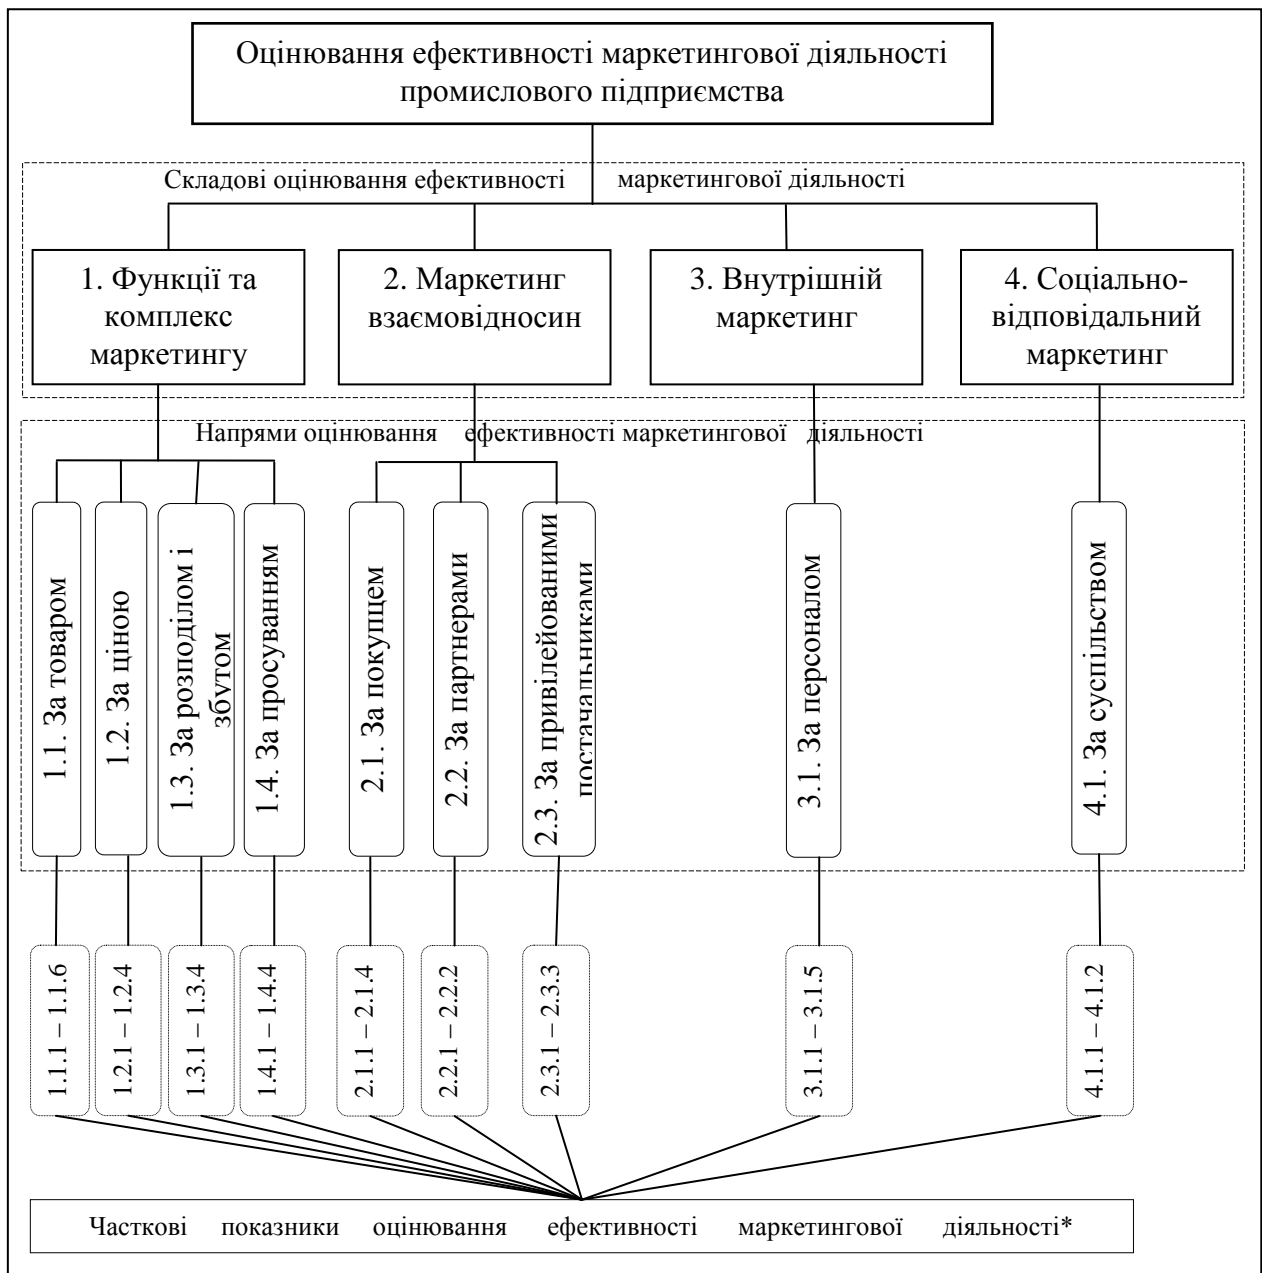 Оцінювання ефективності маркетингової діяльності
промислового підприємства
Складові оцінювання ефективності маркетингової діяльності
1. Функції та
комплекс
маркетингу
2. Маркетинг
взаємовідносин
3. Внутрішній
маркетинг
4. Соціально-
відповідальний
маркетинг
Напрями оцінювання ефективності маркетингової діяльності
1.1. За товаром
1.2. За ціною
1.3. За розподілом і
збутом
1.4. За просуванням
2.1. За покупцем
2.2. За партнерами
2.3. За привілейованими
постачальниками
3.1. За персоналом
4.1. За суспільством
1.1.1 – 1.1.6
1.2.1 – 1.2.4
1.3.1 – 1.3.4
1.4.1 – 1.4.4
2.1.1 – 2.1.4
2.2.1 – 2.2.2
2.3.1 – 2.3.3
3.1.1 – 3.1.5
4.1.1 – 4.1.2
Часткові показники оцінювання ефективності маркетингової діяльності*